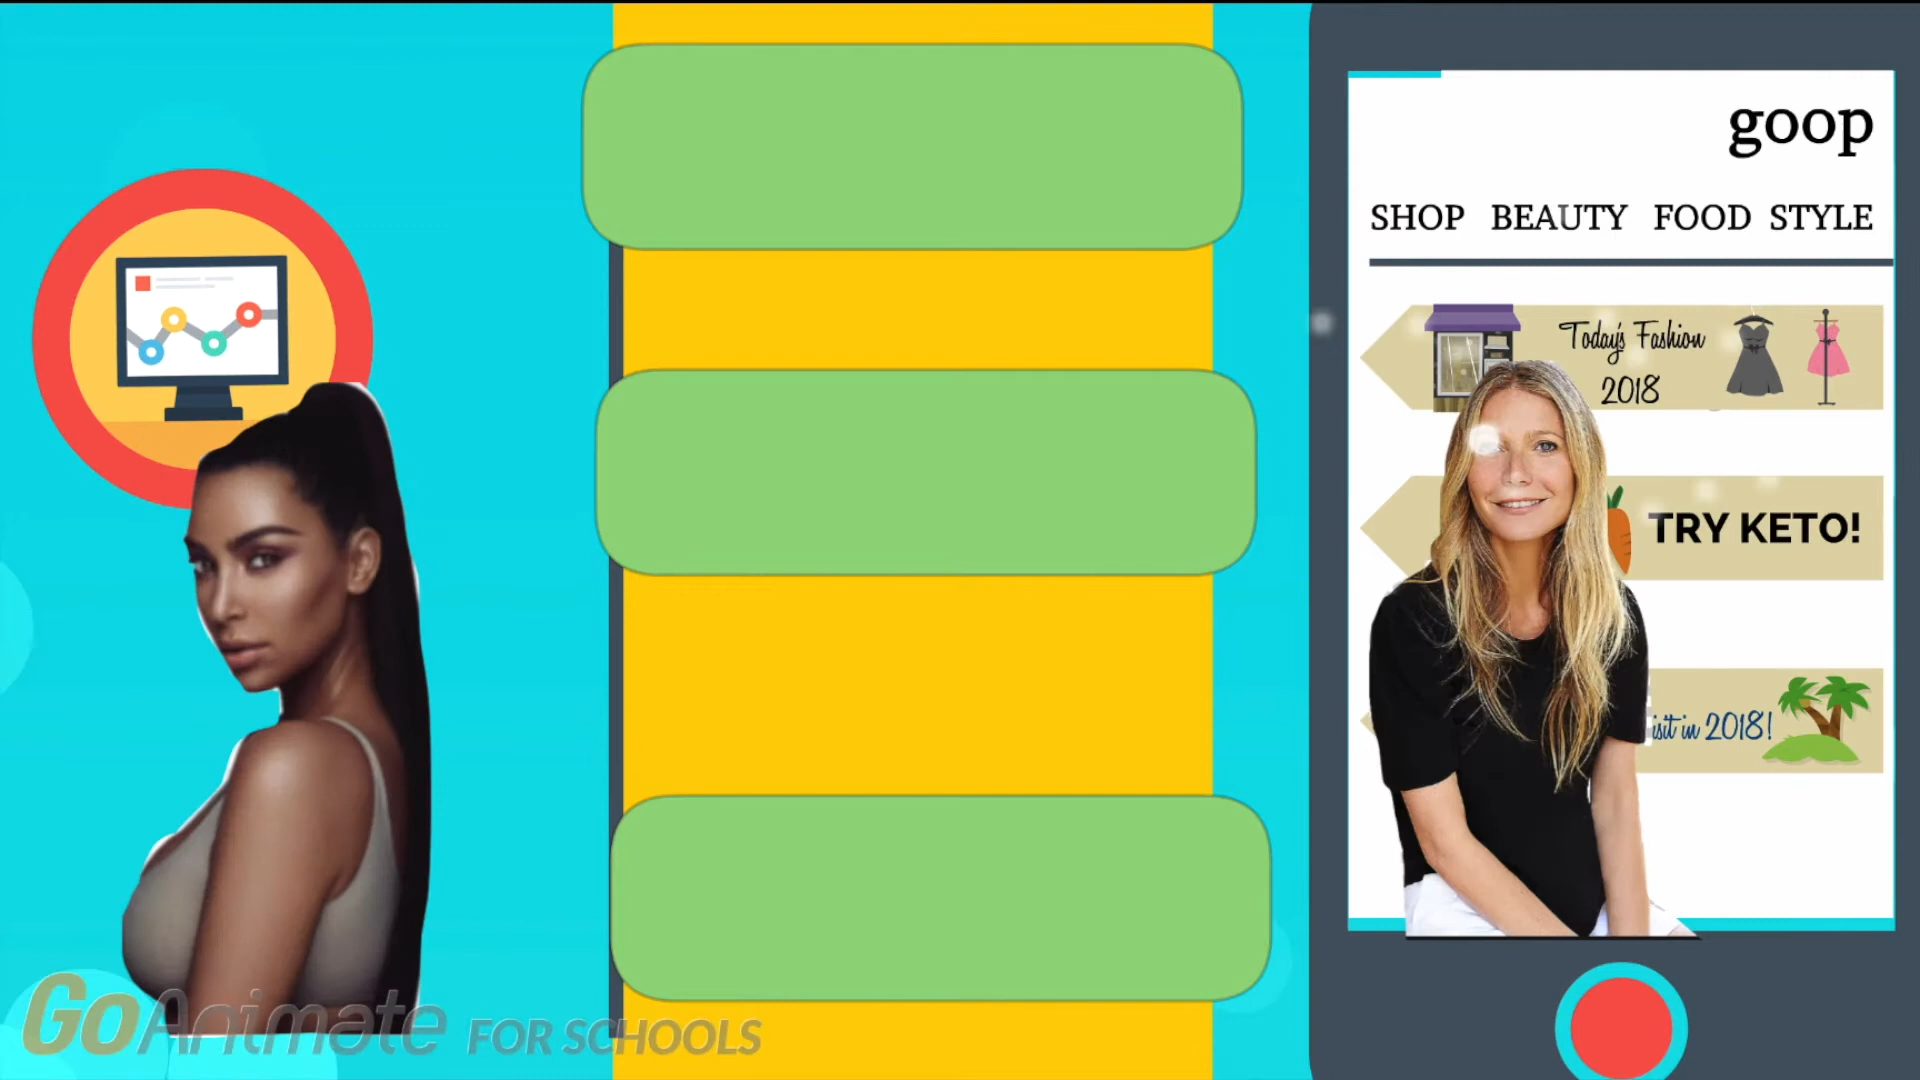 goop
SHOP BEAUTY FOOD STYLE
Today's Fashion
2018
TRY KETO!
in 2018!
GoAnimate FOR SCHOOLS